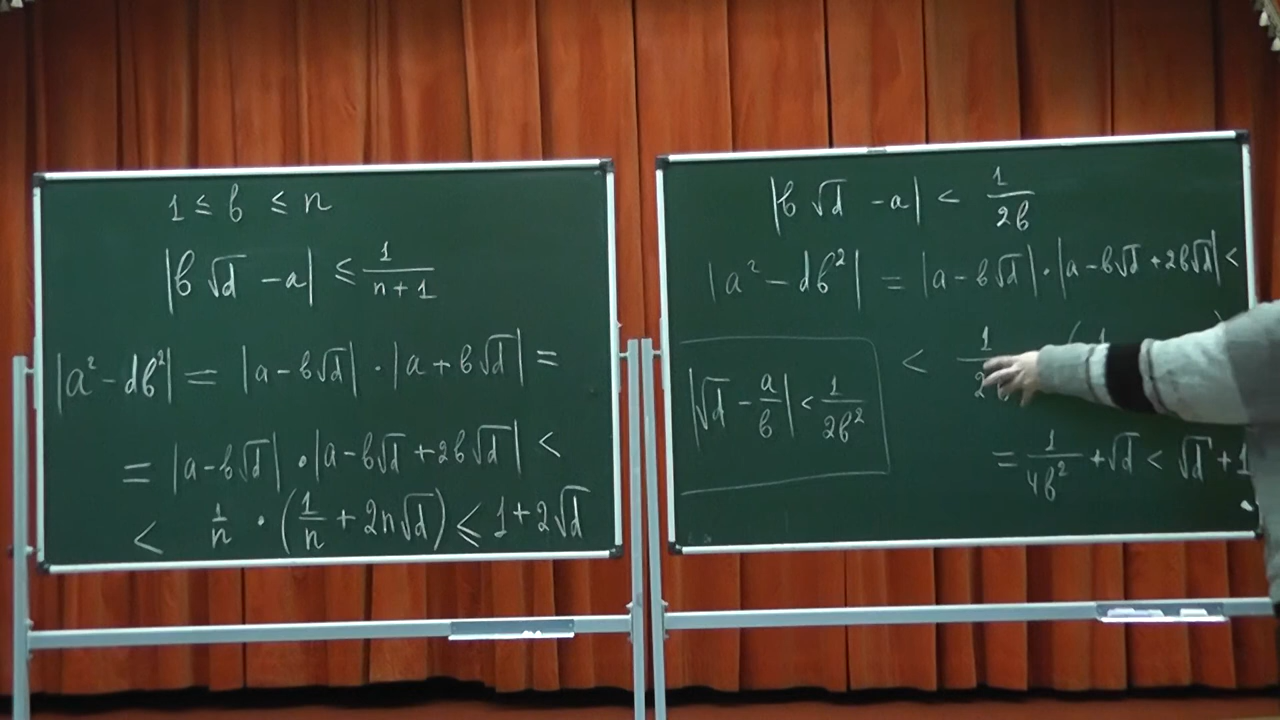 1 ≤ b ≤ n
|b √d - a| ≤ 1/(n+1)
|a² - db²| = |a - b√d| · |a + b√d| =
= |a - b√d| · |a - b√d + 2b√d| <
< 1/n · (1/n + 2n√d) ≤ 1 + 2√d
|b √d - a| < 1/(2b)
|a² - db²| = |a - b√d| · |a - b√d + 2b√d| <
< 1/
|√d - a/b| < 1/(2b²)
= 1/(4b²) + √d < √d + 1